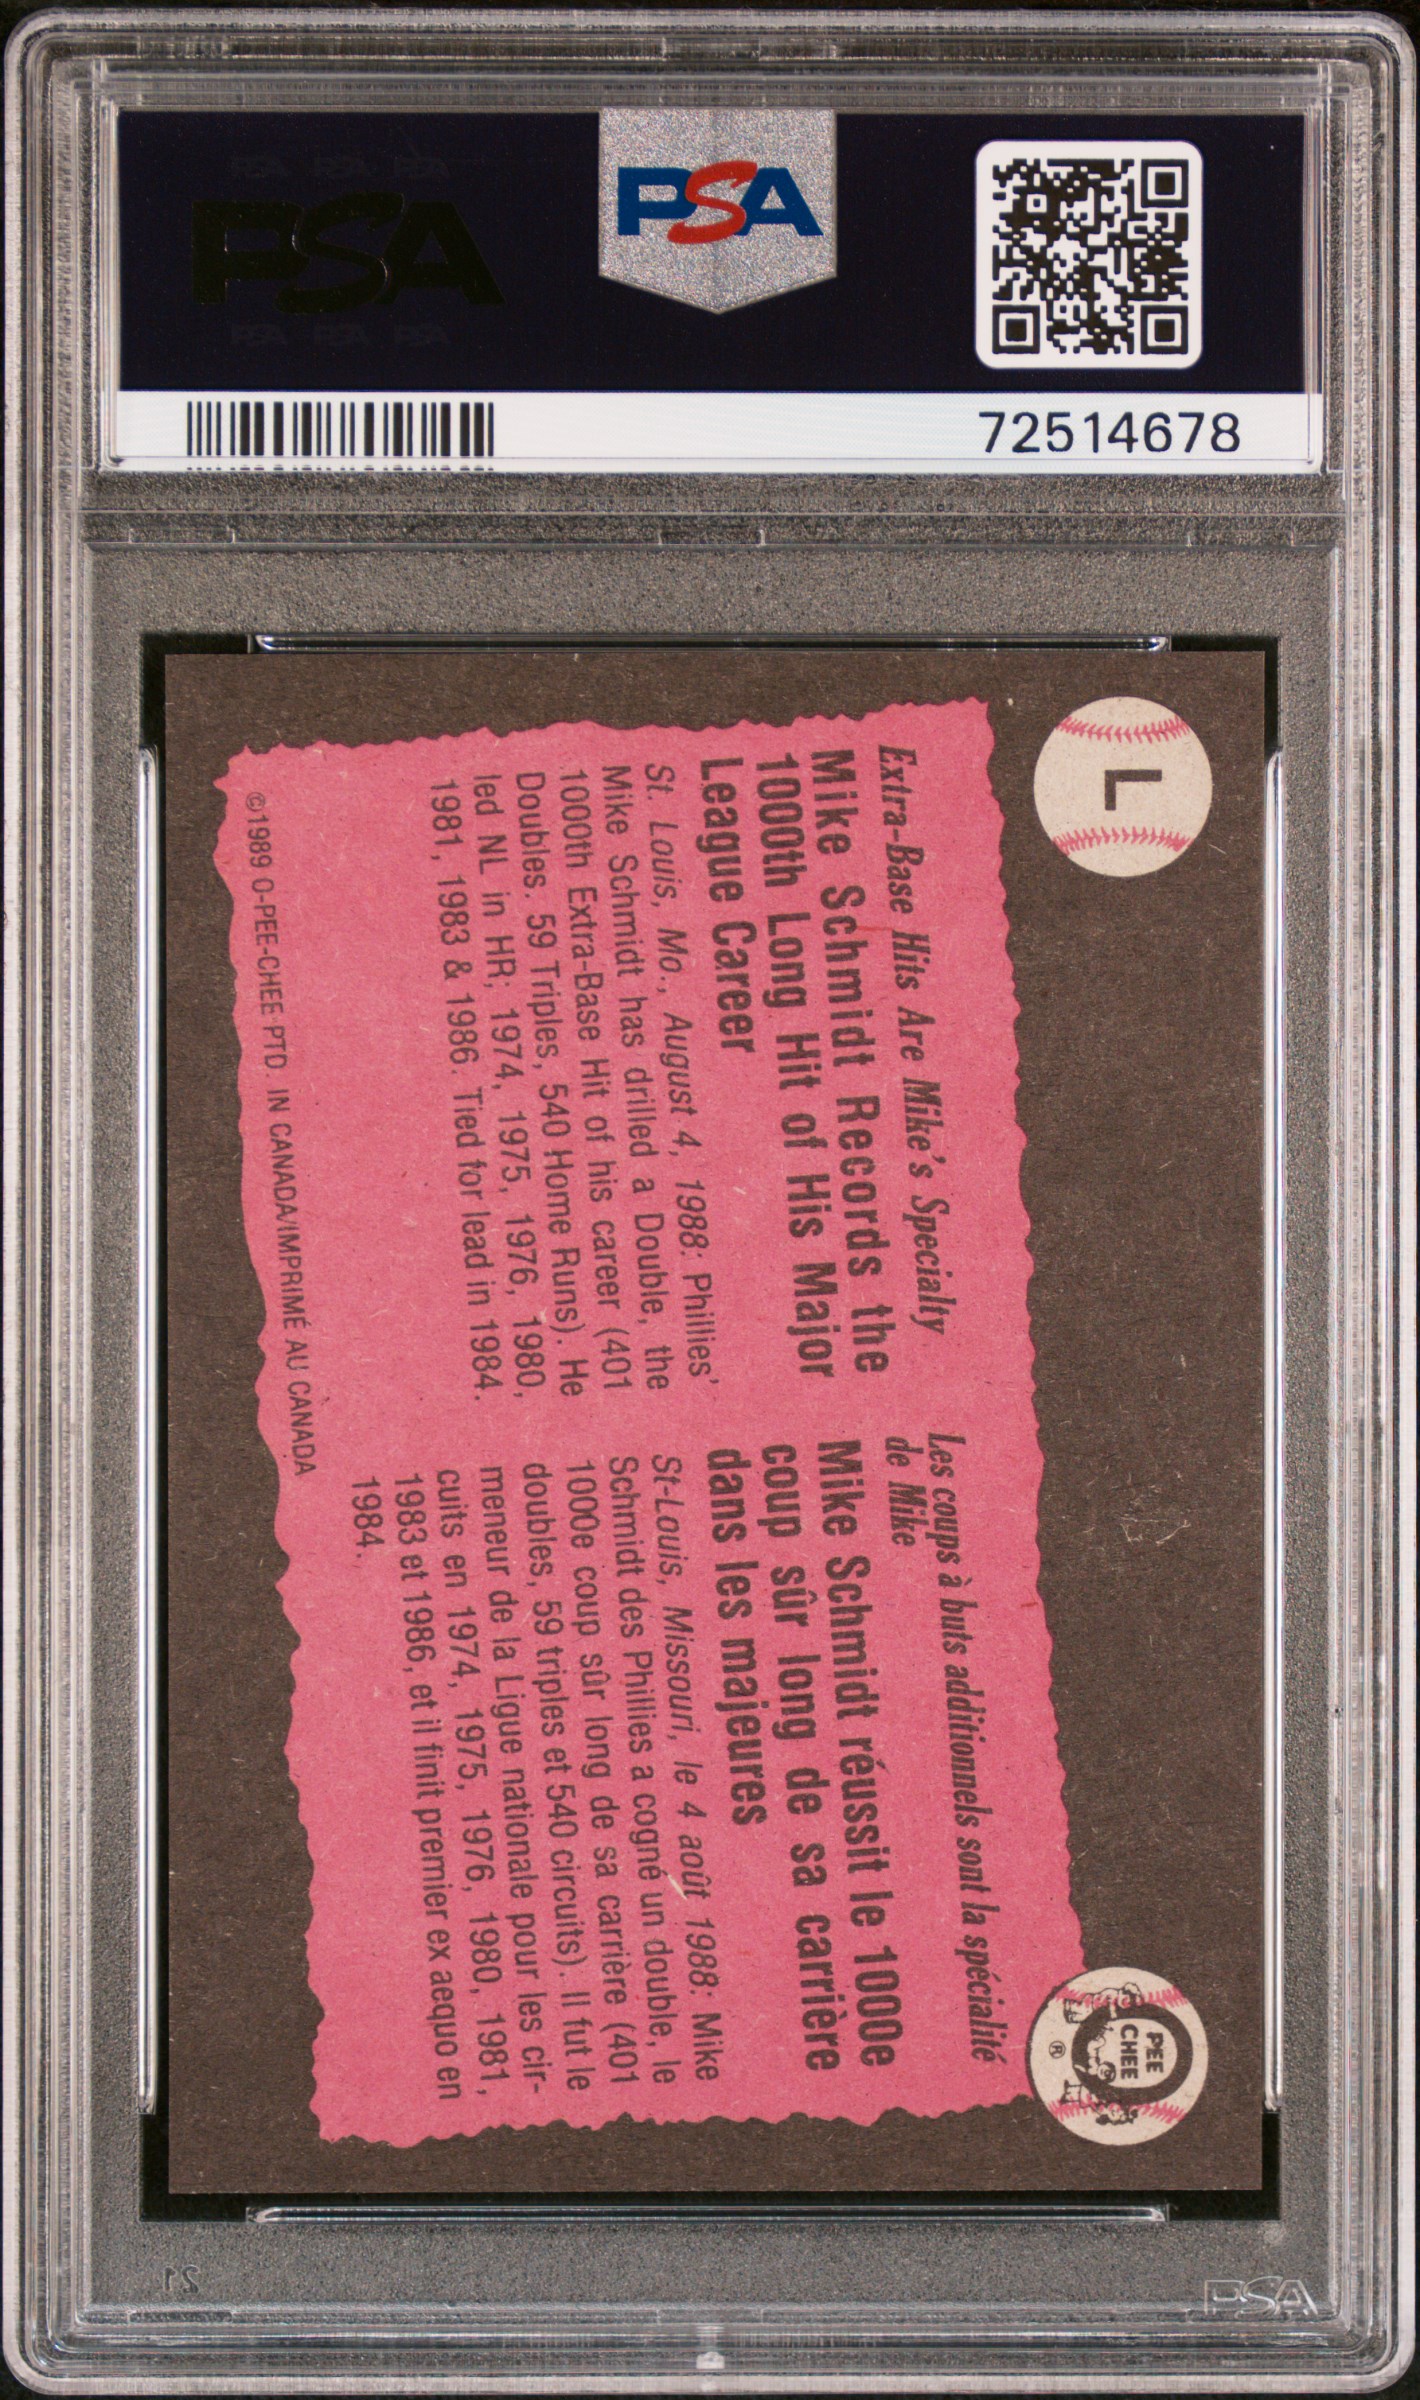 PSA PSA PSA
PSA
PSA PSA PSA
PSA
72514678
L
Extra-Base Hits Are Mike's Specialty
Mike Schmidt Records the
1000th Long Hit of His Major
League Career
St. Louis, Mo., August 4, 1988: Phillies'
Mike Schmidt has drilled a Double, the
1000th Extra-Base Hit of his career (401
Doubles. 59 Triples, 540 Home Runs). He
led NL in HR; 1974, 1975, 1976, 1980,
1981, 1983 & 1986. Tied for lead in 1984.
Les coups à buts additionnels sont la spécialité
de Mike
Mike Schmidt réussit le 1000e
coup sûr long de sa carrière
dans les majeures
St-Louis, Missouri, le 4 août 1988: Mike
Schmidt des Phillies a cogné un double, le
1000e coup sûr long de sa carrière (401
doubles, 59 triples et 540 circuits). Il fut le
meneur de la Ligue nationale pour les cir-
cuits en 1974, 1975, 1976, 1980, 1981,
1983 et 1986, et il finit premier ex aequo en
1984.
©1989 O-PEE-CHEE PTD. IN CANADA/IMPRIMÉ AU CANADA
O
PEE
CHEE
®
21
PSA